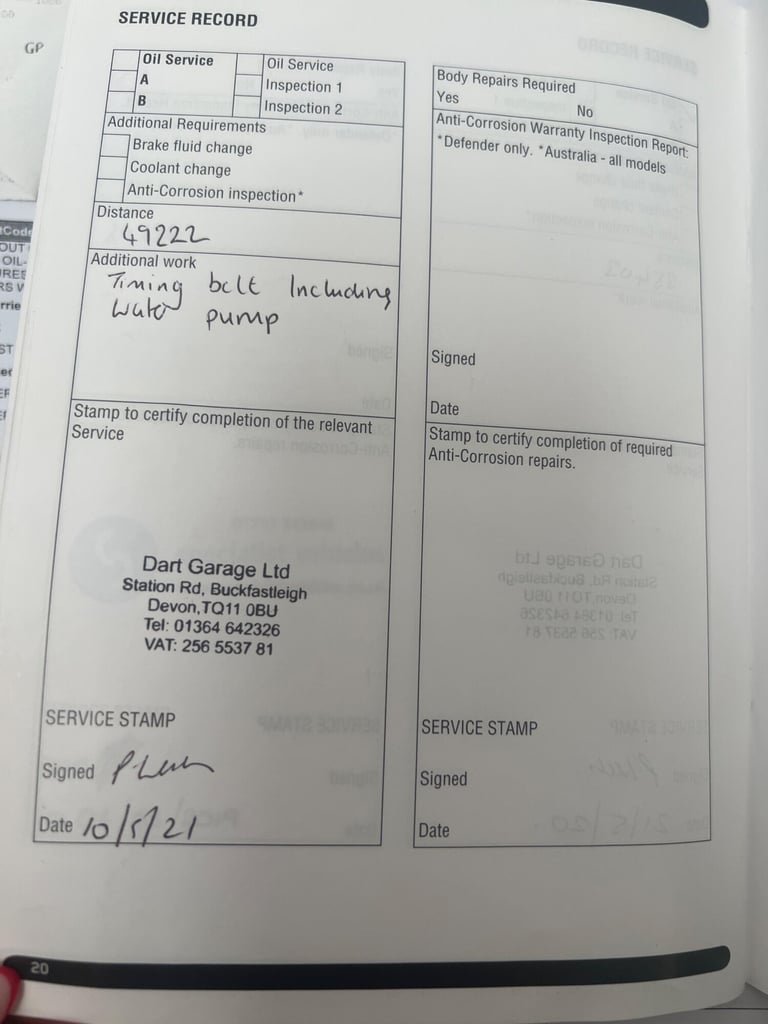 GP
SERVICE RECORD
Oil Service
A
B
Oil Service
Inspection 1
Inspection 2
Additional Requirements
Brake fluid change
Coolant change
Anti-Corrosion inspection*
Distance
49222
Additional work
Timing belt Including
Water pump
Stamp to certify completion of the relevant
Service
Dart Garage Ltd
Station Rd, Buckfastleigh
Devon,TQ11 0BU
Tel: 01364 642326
VAT: 256 5537 81
SERVICE STAMP
Signed
Date 10/5/21
Body Repairs Required
Yes
No
Anti-Corrosion Warranty Inspection Report:
*Defender only. *Australia - all models
Signed
Date
Stamp to certify completion of required
Anti-Corrosion repairs.
SERVICE STAMP
Signed
Date
20